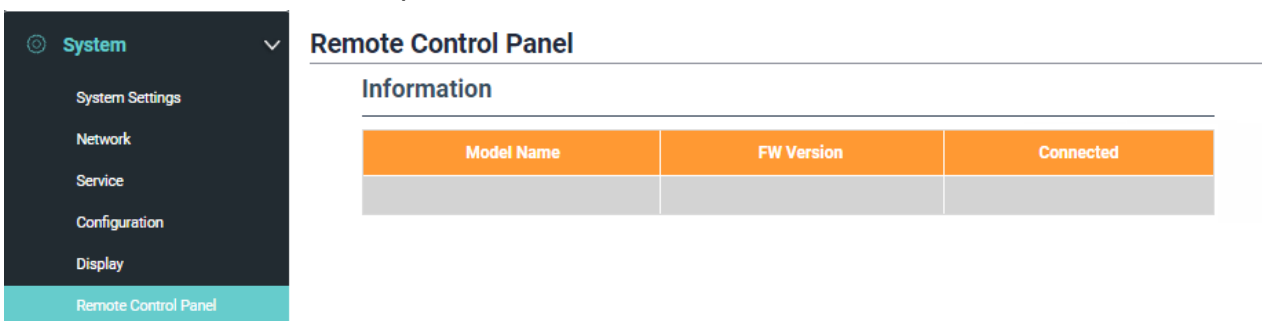 System
System Settings
Network
Service
Configuration
Display
Remote Control Panel
Remote Control Panel
Information
Model Name FW Version Connected